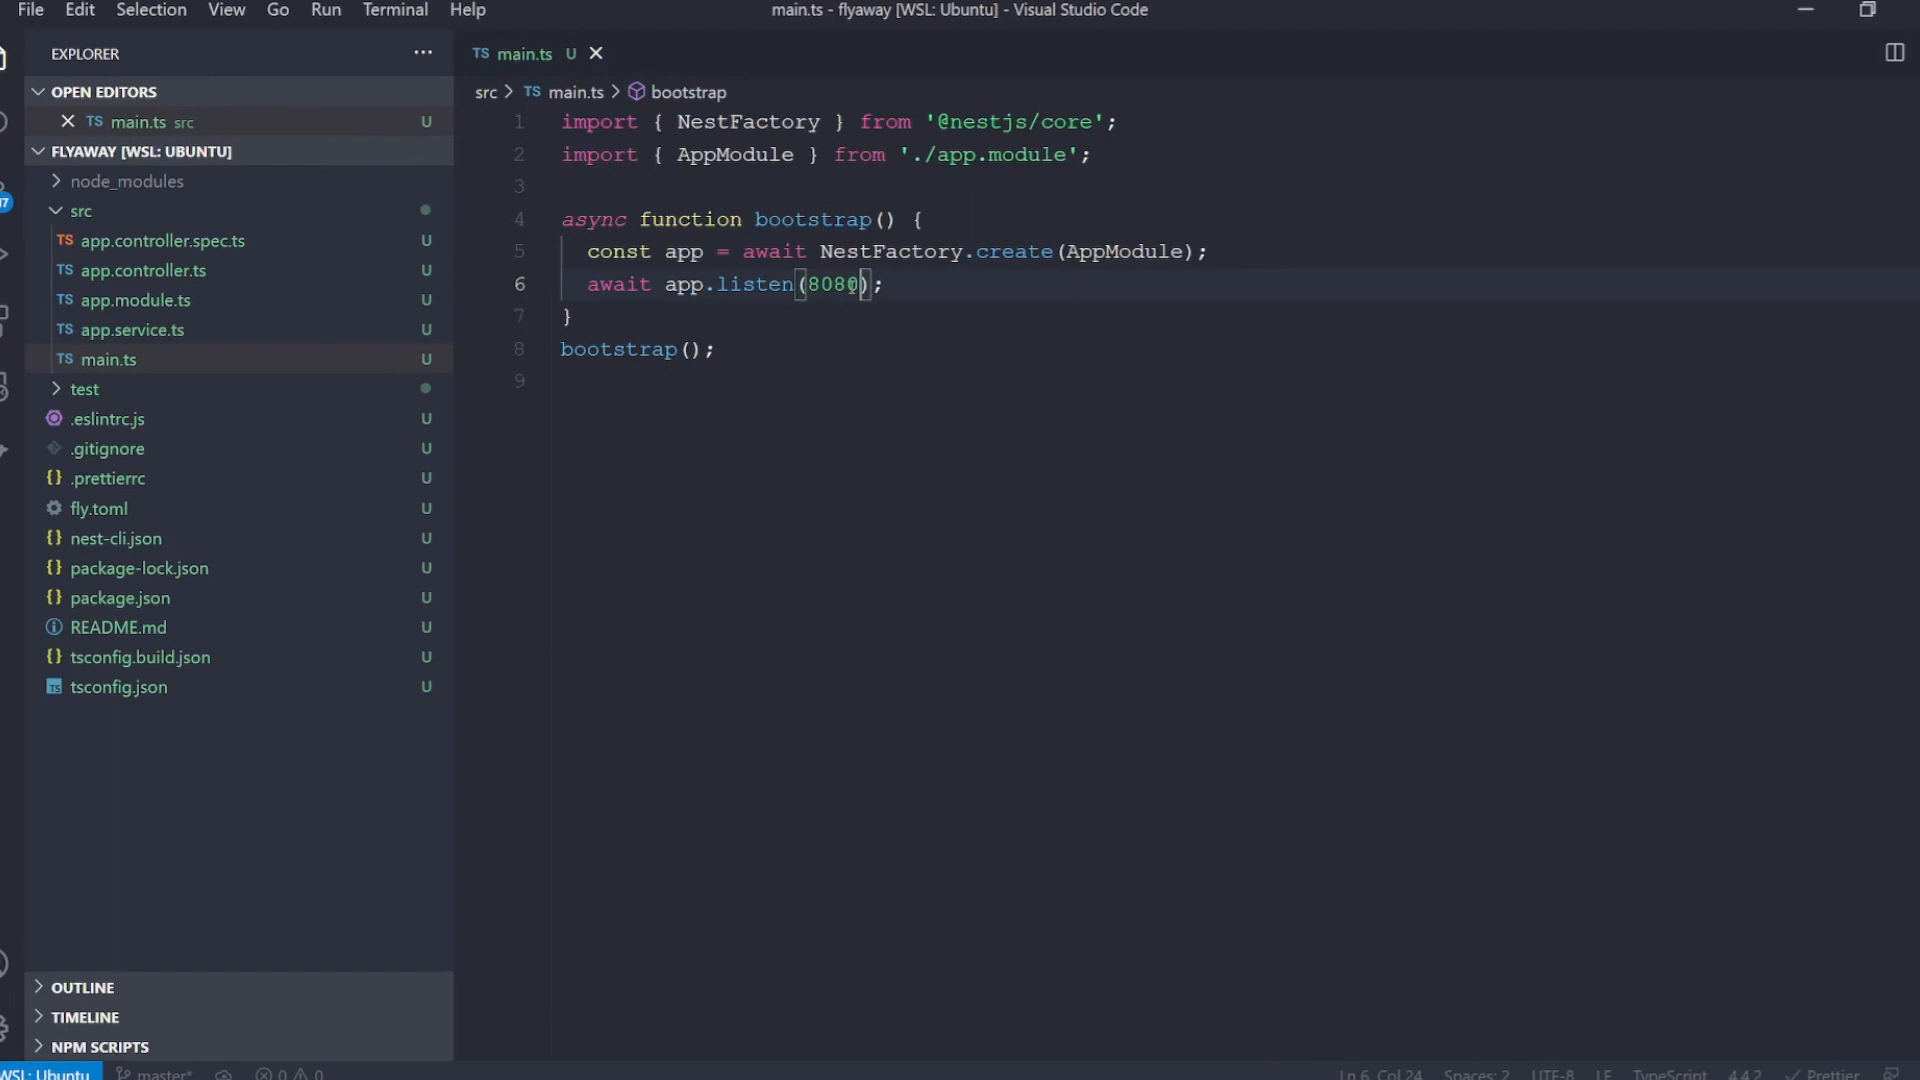 File Edit Selection View Go Run Terminal Help
main.ts - flyaway [WSL: Ubuntu] - Visual Studio Code
EXPLORER
OPEN EDITORS
TS main.ts src U
FLYAWAY [WSL: UBUNTU]
node_modules
src
TS app.controller.spec.ts U
TS app.controller.ts U
TS app.module.ts U
TS app.service.ts U
TS main.ts U
test
.eslintrc.js U
.gitignore U
{} .prettierrc U
fly.toml U
{} nest-cli.json U
{} package-lock.json U
{} package.json U
README.md U
{} tsconfig.build.json U
TS tsconfig.json U
OUTLINE
TIMELINE
NPM SCRIPTS
TS main.ts U
src > TS main.ts > bootstrap
1 import { NestFactory } from '@nestjs/core';
2 import { AppModule } from './app.module';
3
4 async function bootstrap() {
5 const app = await NestFactory.create(AppModule);
6 await app.listen(8080);
7 }
8 bootstrap();
9
WSL: Ubuntu master* 0 0 Ln 6, Col 24 Spaces: 2 UTF-8 LF TypeScript 4.4.2 Prettier